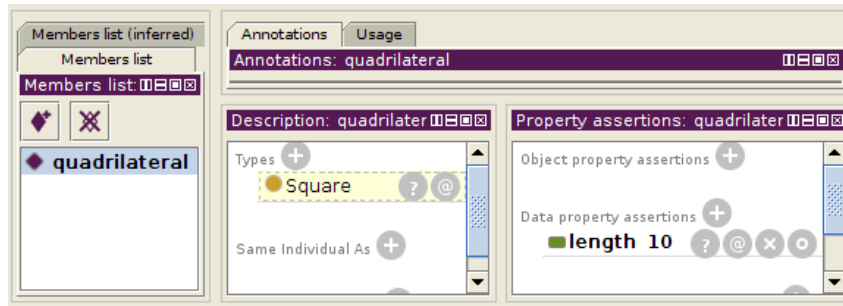 Members list (inferred)
Members list
Members list:
quadrilateral
Annotations
Usage
Annotations: quadrilateral
Description: quadrilater
Types
Square
Same Individual As
Property assertions: quadrilater
Object property assertions
Data property assertions
length 10